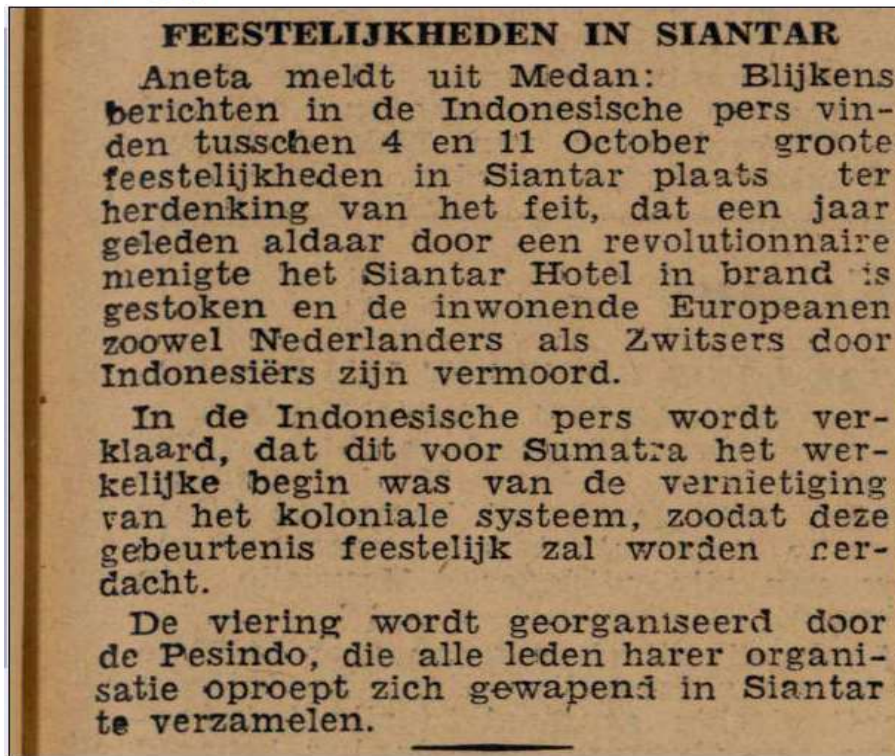 FEESTELIJKHEDEN IN SIANTAR
Aneta meldt uit Medan: Blijkens
berichten in de Indonesische pers vin-
den tusschen 4 en 11 October groote
feestelijkheden in Siantar plaats ter
herdenking van het feit, dat een jaar
geleden aldaar door een revolutionnaire
menigte het Siantar Hotel in brand is
gestoken en de inwonende Europeanen
zoowel Nederlanders als Zwitsers door
Indonesiërs zijn vermoord.
In de Indonesische pers wordt ver-
klaard, dat dit voor Sumatra het wer-
kelijke begin was van de vernietiging
van het koloniale systeem, zoodat deze
gebeurtenis feestelijk zal worden her-
dacht.
De viering wordt georganiseerd door
de Pesindo, die alle leden harer organi-
satie oproept zich gewapend in Siantar
te verzamelen.